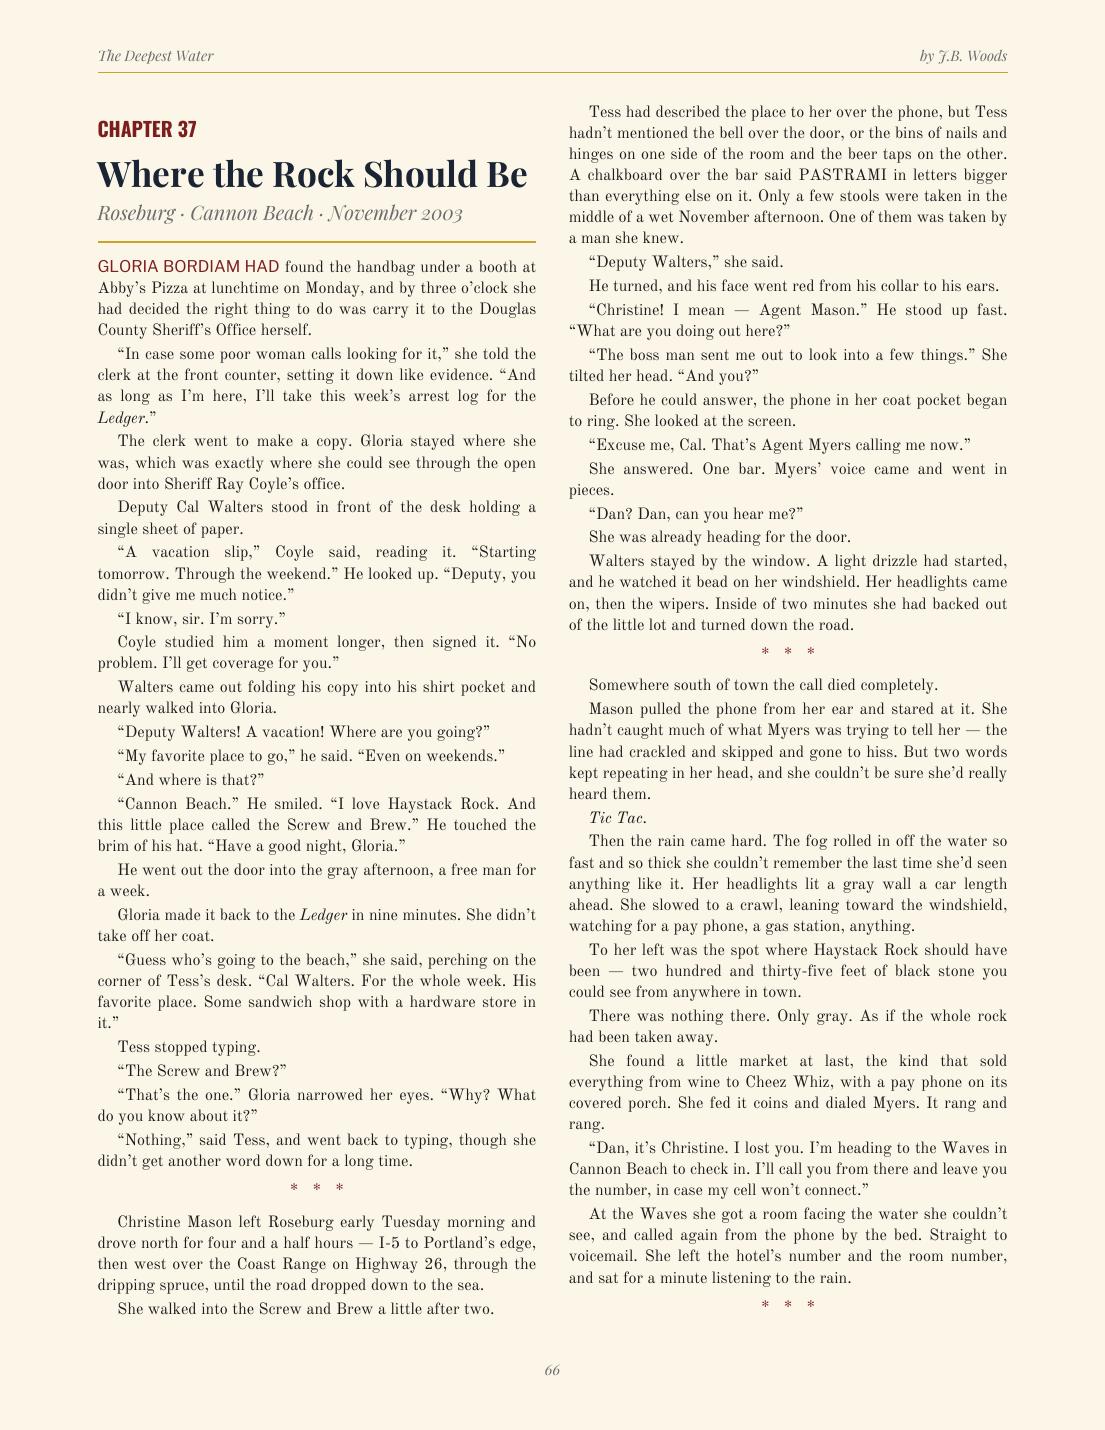 The Deepest Water
by J.B. Woods
CHAPTER 37
Where the Rock Should Be
Roseburg · Cannon Beach · November 2003
GLORIA BORDIAM HAD found the handbag under a booth at
Abby’s Pizza at lunchtime on Monday, and by three o’clock she
had decided the right thing to do was carry it to the Douglas
County Sheriff’s Office herself.
“In case some poor woman calls looking for it,” she told the
clerk at the front counter, setting it down like evidence. “And
as long as I’m here, I’ll take this week’s arrest log for the
Ledger.”
The clerk went to make a copy. Gloria stayed where she
was, which was exactly where she could see through the open
door into Sheriff Ray Coyle’s office.
Deputy Cal Walters stood in front of the desk holding a
single sheet of paper.
“A vacation slip,” Coyle said, reading it. “Starting
tomorrow. Through the weekend.” He looked up. “Deputy, you
didn’t give me much notice.”
“I know, sir. I’m sorry.”
Coyle studied him a moment longer, then signed it. “No
problem. I’ll get coverage for you.”
Walters came out folding his copy into his shirt pocket and
nearly walked into Gloria.
“Deputy Walters! A vacation! Where are you going?”
“My favorite place to go,” he said. “Even on weekends.”
“And where is that?”
“Cannon Beach.” He smiled. “I love Haystack Rock. And
this little place called the Screw and Brew.” He touched the
brim of his hat. “Have a good night, Gloria.”
He went out the door into the gray afternoon, a free man for
a week.
Gloria made it back to the Ledger in nine minutes. She didn’t
take off her coat.
“Guess who’s going to the beach,” she said, perching on the
corner of Tess’s desk. “Cal Walters. For the whole week. His
favorite place. Some sandwich shop with a hardware store in
it.”
Tess stopped typing.
“The Screw and Brew?”
“That’s the one.” Gloria narrowed her eyes. “Why? What
do you know about it?”
“Nothing,” said Tess, and went back to typing, though she
didn’t get another word down for a long time.
* * *
Christine Mason left Roseburg early Tuesday morning and
drove north for four and a half hours — I-5 to Portland’s edge,
then west over the Coast Range on Highway 26, through the
dripping spruce, until the road dropped down to the sea.
She walked into the Screw and Brew a little after two.
Tess had described the place to her over the phone, but Tess
hadn’t mentioned the bell over the door, or the bins of nails and
hinges on one side of the room and the beer taps on the other.
A chalkboard over the bar said PASTRAMI in letters bigger
than everything else on it. Only a few stools were taken in the
middle of a wet November afternoon. One of them was taken by
a man she knew.
“Deputy Walters,” she said.
He turned, and his face went red from his collar to his ears.
“Christine! I mean — Agent Mason.” He stood up fast.
“What are you doing out here?”
“The boss man sent me out to look into a few things.” She
tilted her head. “And you?”
Before he could answer, the phone in her coat pocket began
to ring. She looked at the screen.
“Excuse me, Cal. That’s Agent Myers calling me now.”
She answered. One bar. Myers’ voice came and went in
pieces.
“Dan? Dan, can you hear me?”
She was already heading for the door.
Walters stayed by the window. A light drizzle had started,
and he watched it bead on her windshield. Her headlights came
on, then the wipers. Inside of two minutes she had backed out
of the little lot and turned down the road.
* * *
Somewhere south of town the call died completely.
Mason pulled the phone from her ear and stared at it. She
hadn’t caught much of what Myers was trying to tell her — the
line had crackled and skipped and gone to hiss. But two words
kept repeating in her head, and she couldn’t be sure she’d really
heard them.
Tic Tac.
Then the rain came hard. The fog rolled in off the water so
fast and so thick she couldn’t remember the last time she’d seen
anything like it. Her headlights lit a gray wall a car length
ahead. She slowed to a crawl, leaning toward the windshield,
watching for a pay phone, a gas station, anything.
To her left was the spot where Haystack Rock should have
been — two hundred and thirty-five feet of black stone you
could see from anywhere in town.
There was nothing there. Only gray. As if the whole rock
had been taken away.
She found a little market at last, the kind that sold
everything from wine to Cheez Whiz, with a pay phone on its
covered porch. She fed it coins and dialed Myers. It rang and
rang.
“Dan, it’s Christine. I lost you. I’m heading to the Waves in
Cannon Beach to check in. I’ll call you from there and leave you
the number, in case my cell won’t connect.”
At the Waves she got a room facing the water she couldn’t
see, and called again from the phone by the bed. Straight to
voicemail. She left the hotel’s number and the room number,
and sat for a minute listening to the rain.
* * *
66